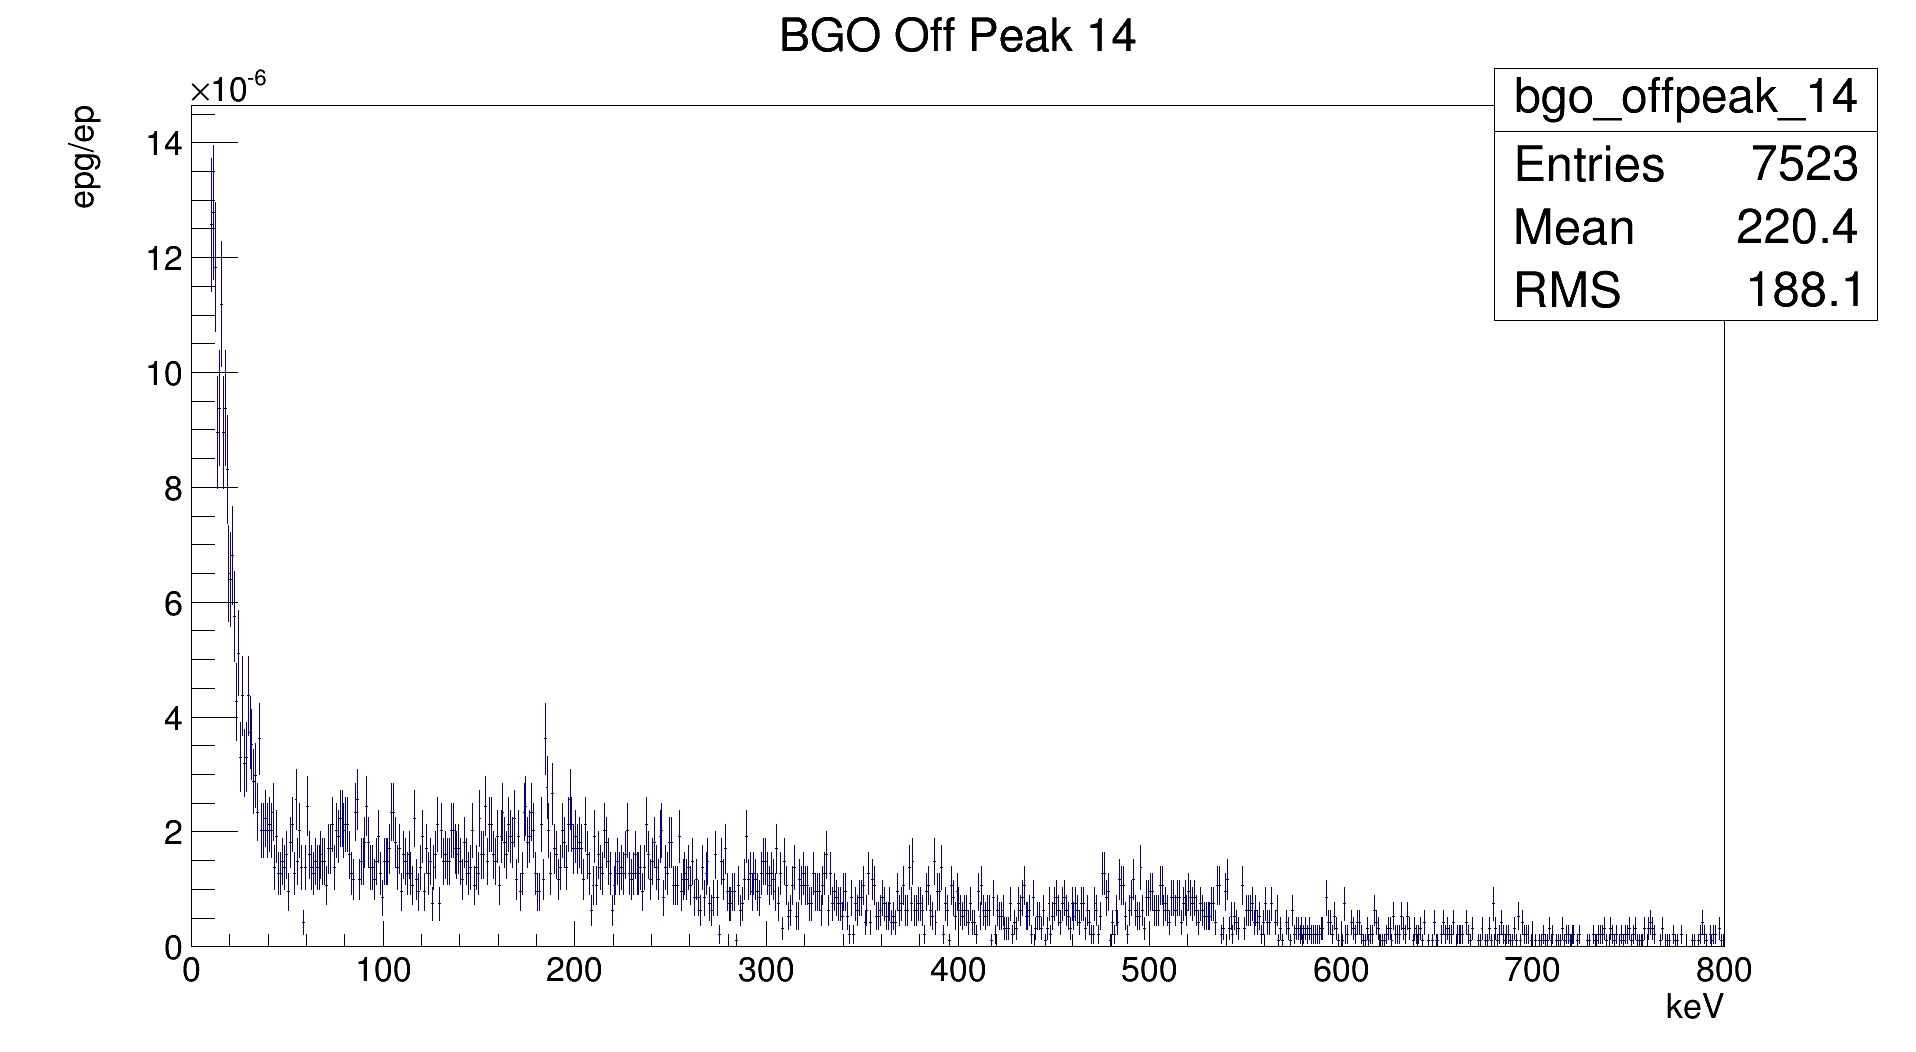 BGO Off Peak 14
×10-6
epg/ep
bgo_offpeak_14
Entries 7523
Mean 220.4
RMS 188.1
14
12
10
8
6
4
2
0
0 100 200 300 400 500 600 700 800
keV